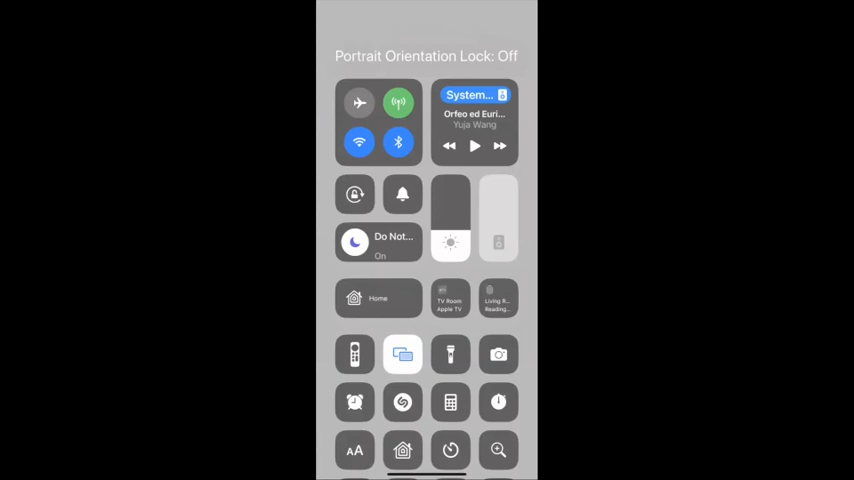 Portrait Orientation Lock: Off
System...
Orfeo ed Euri...
Yuja Wang
Do Not...
On
Home
TV Room
Apple TV
Living R...
Reading...
AA